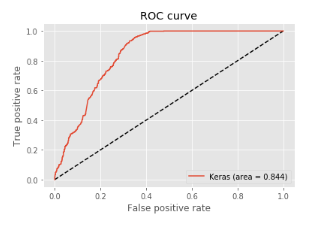 ROC curve
True positive rate
1.0
0.8
0.6
0.4
0.2
0.0
Keras (area = 0.844)
0.0 0.2 0.4 0.6 0.8 1.0
False positive rate